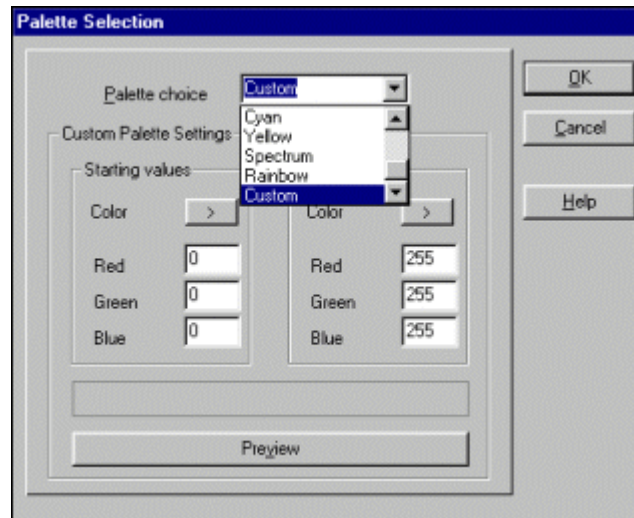 Palette Selection
Palette choice
Custom
Cyan
Yellow
Spectrum
Rainbow
Custom
Custom Palette Settings
Starting values
Color >
Red 0
Green 0
Blue 0
Color >
Red 255
Green 255
Blue 255
Preview
OK
Cancel
Help